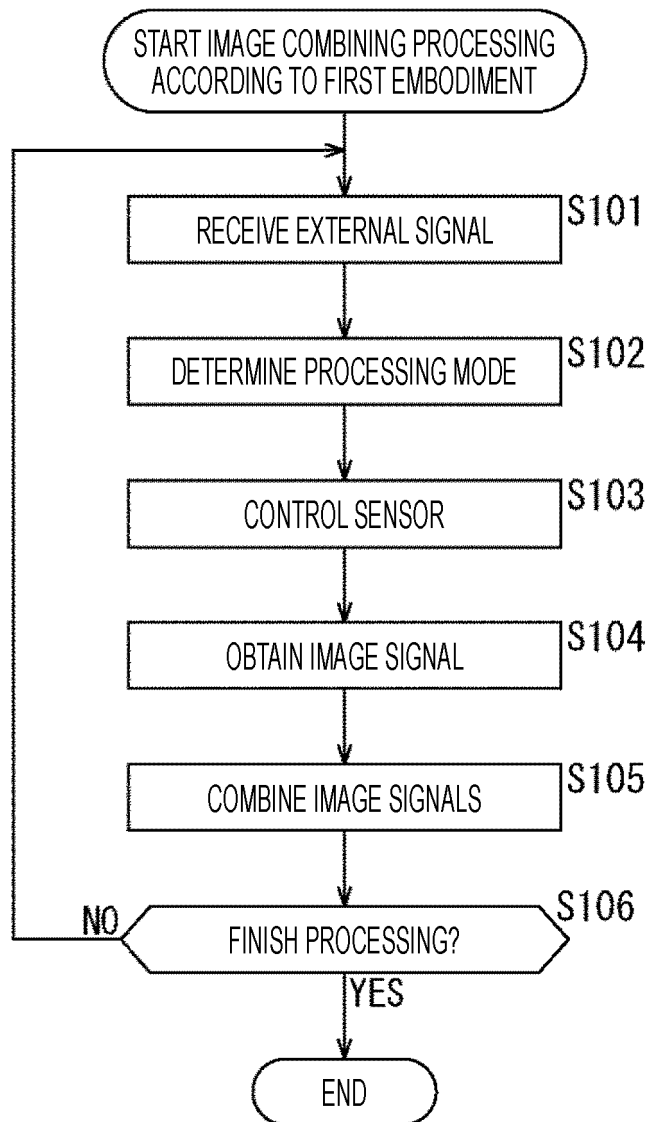 START IMAGE COMBINING PROCESSING
ACCORDING TO FIRST EMBODIMENT
S101
RECEIVE EXTERNAL SIGNAL
S102
DETERMINE PROCESSING MODE
S103
CONTROL SENSOR
S104
OBTAIN IMAGE SIGNAL
S105
COMBINE IMAGE SIGNALS
S106
NO
FINISH PROCESSING?
YES
END